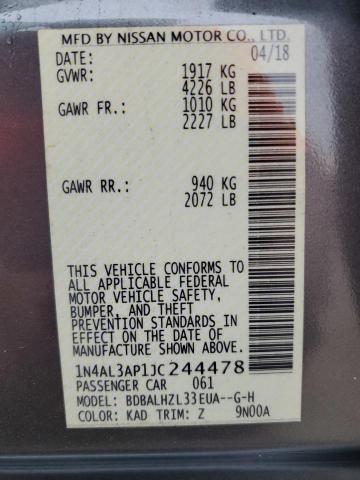 MFD BY NISSAN MOTOR CO., LTD.
DATE: 04/18
GVWR: 1917 KG
4226 LB
GAWR FR.: 1010 KG
2227 LB
GAWR RR.: 940 KG
2072 LB
THIS VEHICLE CONFORMS TO
ALL APPLICABLE FEDERAL
MOTOR VEHICLE SAFETY,
BUMPER, AND THEFT
PREVENTION STANDARDS IN
EFFECT ON THE DATE OF
MANUFACTURE SHOWN ABOVE.
1N4AL3AP1JC244478
PASSENGER CAR 061
MODEL: BDBALHZL33EUA--G-H
COLOR: KAD TRIM: Z 9N00A